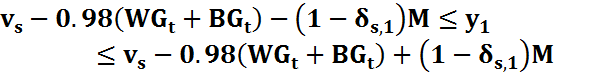 𝐯ₛ − 𝟎.𝟗𝟖(𝐖𝐆ₜ + 𝐁𝐆ₜ) − (𝟏 − 𝛅ₛ,₁)𝐌 ≤ 𝐲₁
≤ 𝐯ₛ − 𝟎.𝟗𝟖(𝐖𝐆ₜ + 𝐁𝐆ₜ) + (𝟏 − 𝛅ₛ,₁)𝐌